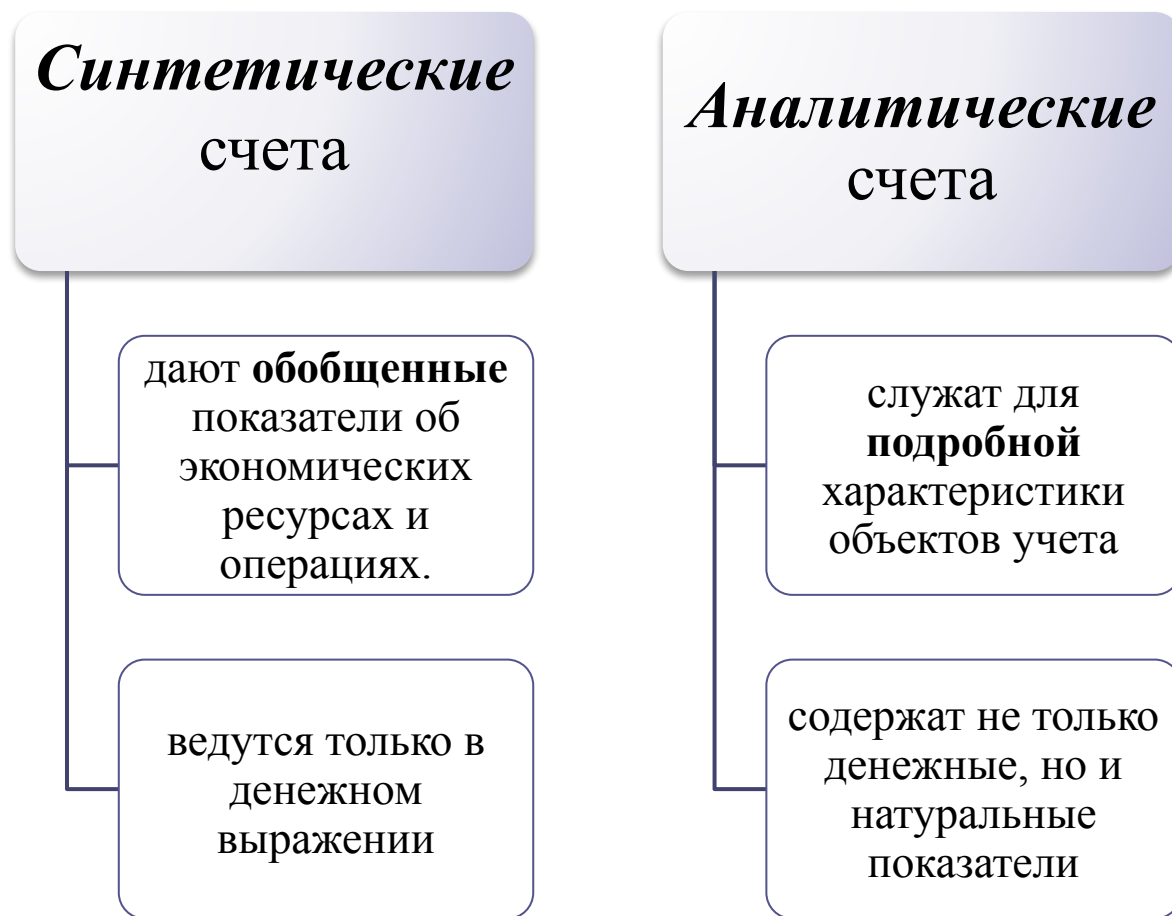 Синтетические
счета
дают обобщенные
показатели об
экономических
ресурсах и
операциях.
ведутся только в
денежном
выражении
Аналитические
счета
служат для
подробной
характеристики
объектов учета
содержат не только
денежные, но и
натуральные
показатели